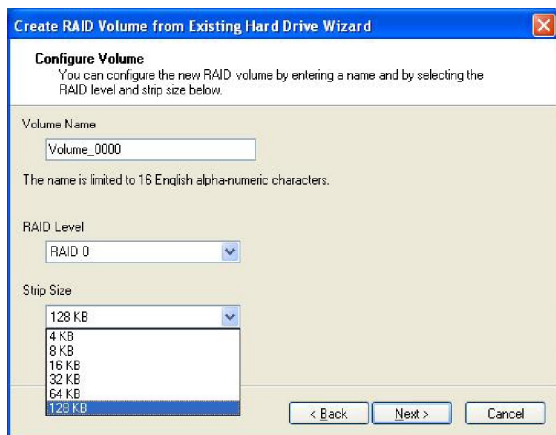 Create RAID Volume from Existing Hard Drive Wizard
Configure Volume
You can configure the new RAID volume by entering a name and by selecting the
RAID level and strip size below.
Volume Name
Volume_0000
The name is limited to 16 English alpha-numeric characters.
RAID Level
RAID 0
Strip Size
128 KB
4 KB
8 KB
16 KB
32 KB
64 KB
128 KB
< Back
Next >
Cancel